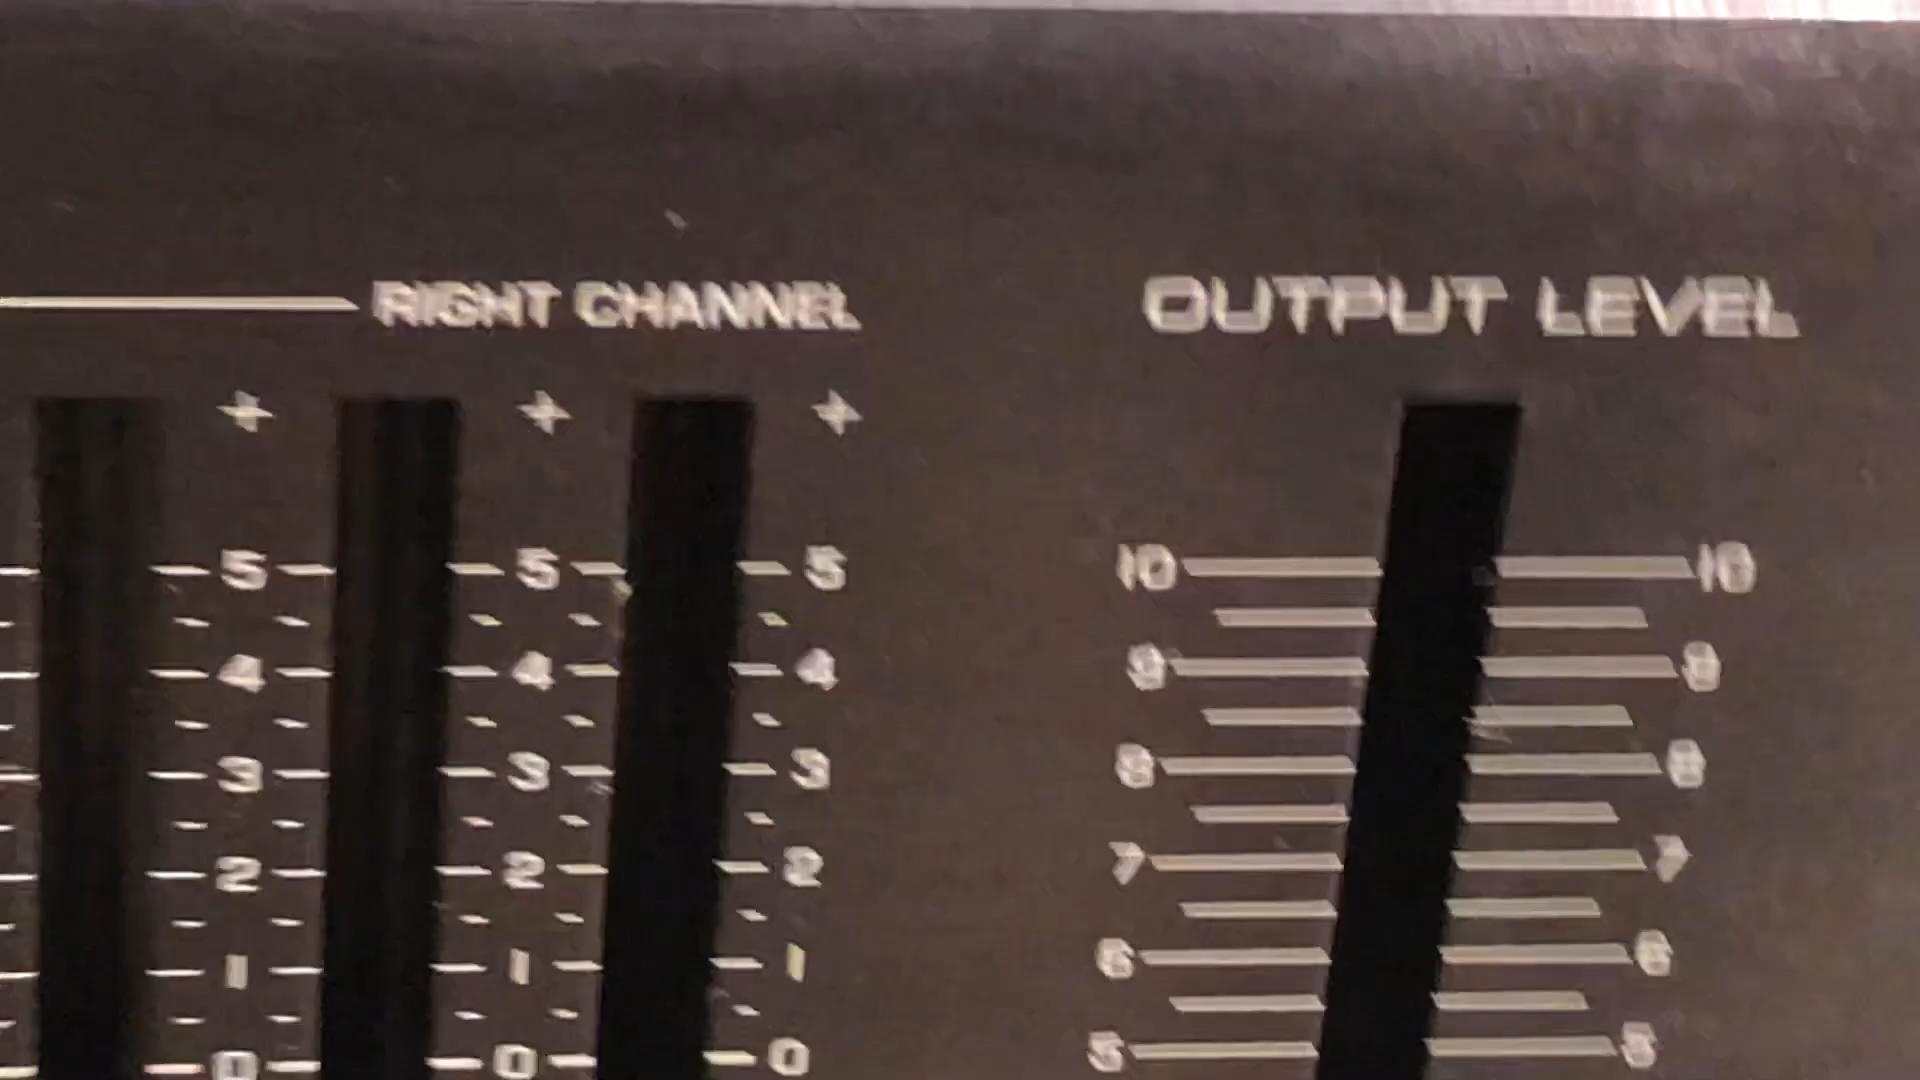 RIGHT CHANNEL OUTPUT LEVEL
+ + +
5 5 5 10 10
4 4 4 9 9
3 3 3 8 8
2 2 2 7 7
1 1 1 6 6
0 0 0 5 5